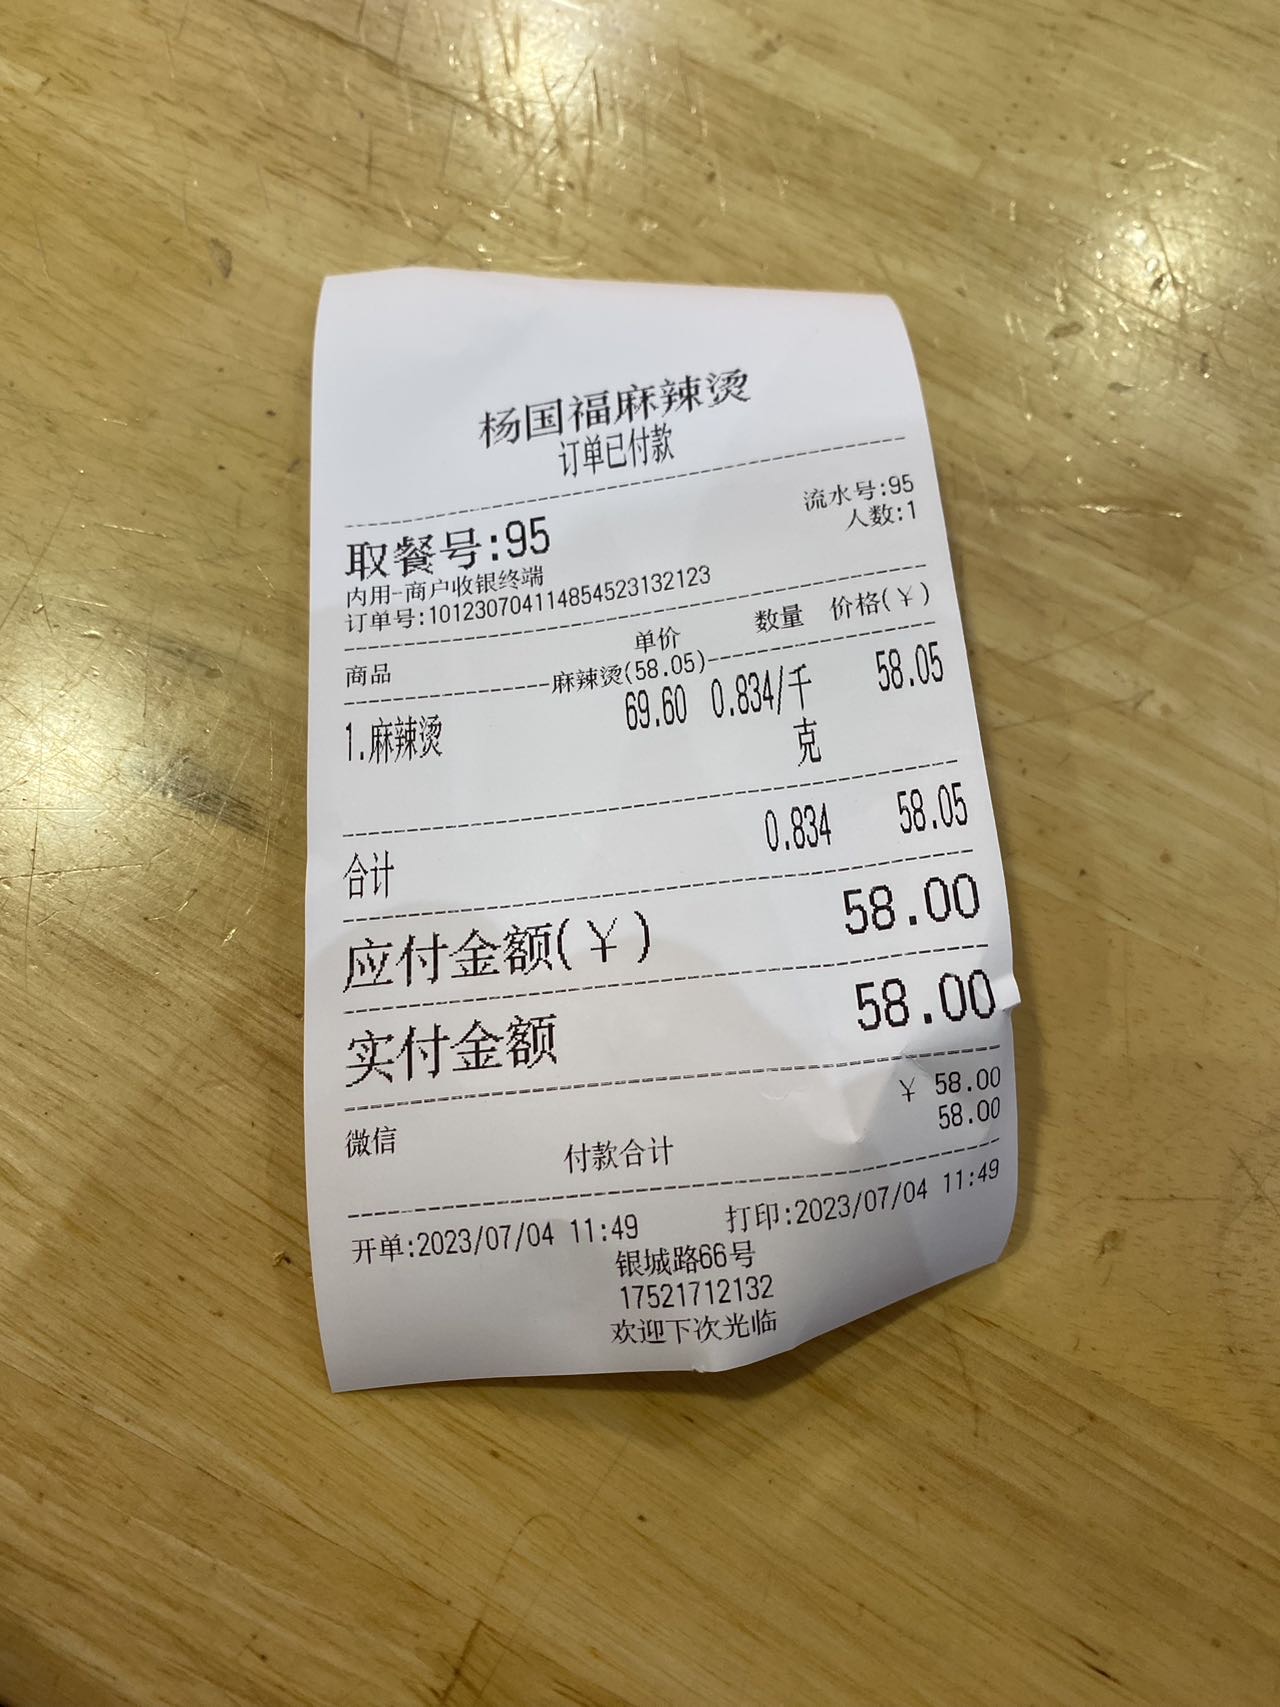 杨国福麻辣烫
订单已付款
取餐号:95 流水号:95
内用-商户收银终端 人数:1
订单号:101230704114854523132123
商品 单价 数量 价格(￥)
麻辣烫(58.05)
1.麻辣烫 69.60 0.834/千克 58.05
合计 0.834 58.05
应付金额(￥) 58.00
实付金额 58.00
微信 ￥ 58.00
付款合计 58.00
开单:2023/07/04 11:49 打印:2023/07/04 11:49
银城路66号
17521712132
欢迎下次光临